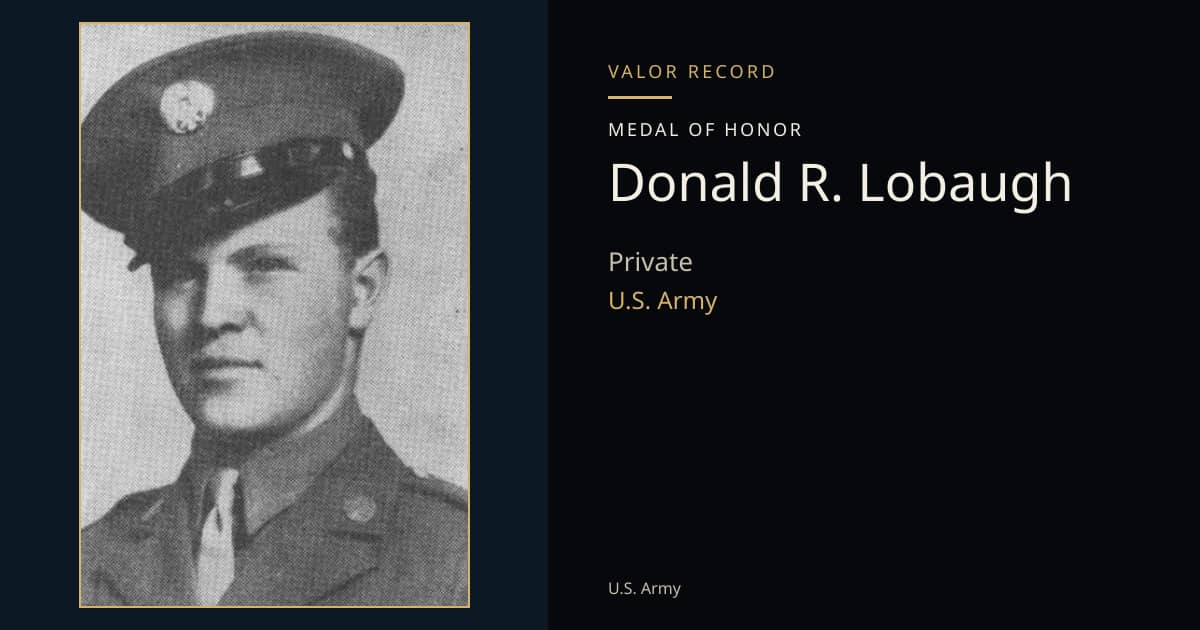 VALOR RECORD
MEDAL OF HONOR
Donald R. Lobaugh
Private
U.S. Army
U.S. Army